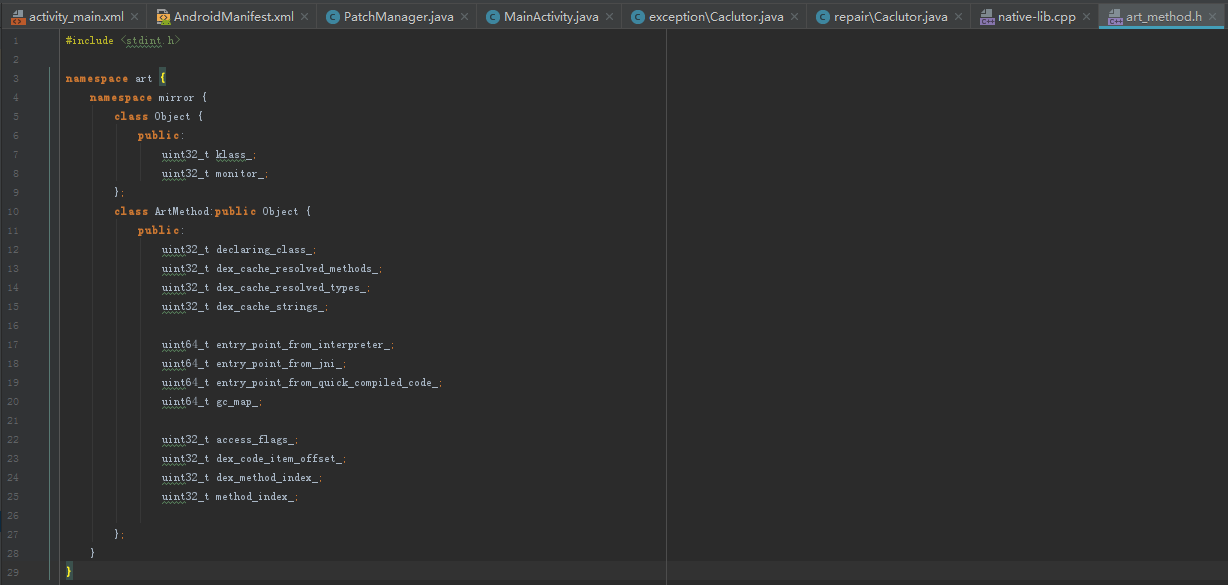 activity_main.xml AndroidManifest.xml PatchManager.java MainActivity.java exception\Caclutor.java repair\Caclutor.java native-lib.cpp art_method.h
1 #include <stdint.h>
2
3 namespace art {
4 namespace mirror {
5 class Object {
6 public:
7 uint32_t klass_;
8 uint32_t monitor_;
9 };
10 class ArtMethod:public Object {
11 public:
12 uint32_t declaring_class_;
13 uint32_t dex_cache_resolved_methods_;
14 uint32_t dex_cache_resolved_types_;
15 uint32_t dex_cache_strings_;
16
17 uint64_t entry_point_from_interpreter_;
18 uint64_t entry_point_from_jni_;
19 uint64_t entry_point_from_quick_compiled_code_;
20 uint64_t gc_map_;
21
22 uint32_t access_flags_;
23 uint32_t dex_code_item_offset_;
24 uint32_t dex_method_index_;
25 uint32_t method_index_;
26
27 };
28 }
29 }